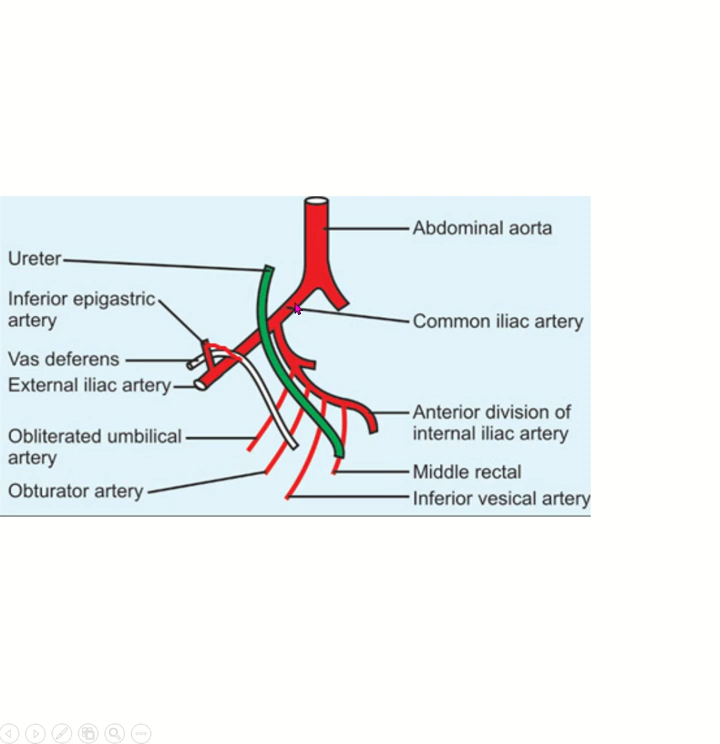 Abdominal aorta
Ureter
Inferior epigastric
artery
Common iliac artery
Vas deferens
External iliac artery
Anterior division of
internal iliac artery
Obliterated umbilical
artery
Middle rectal
Obturator artery
Inferior vesical artery